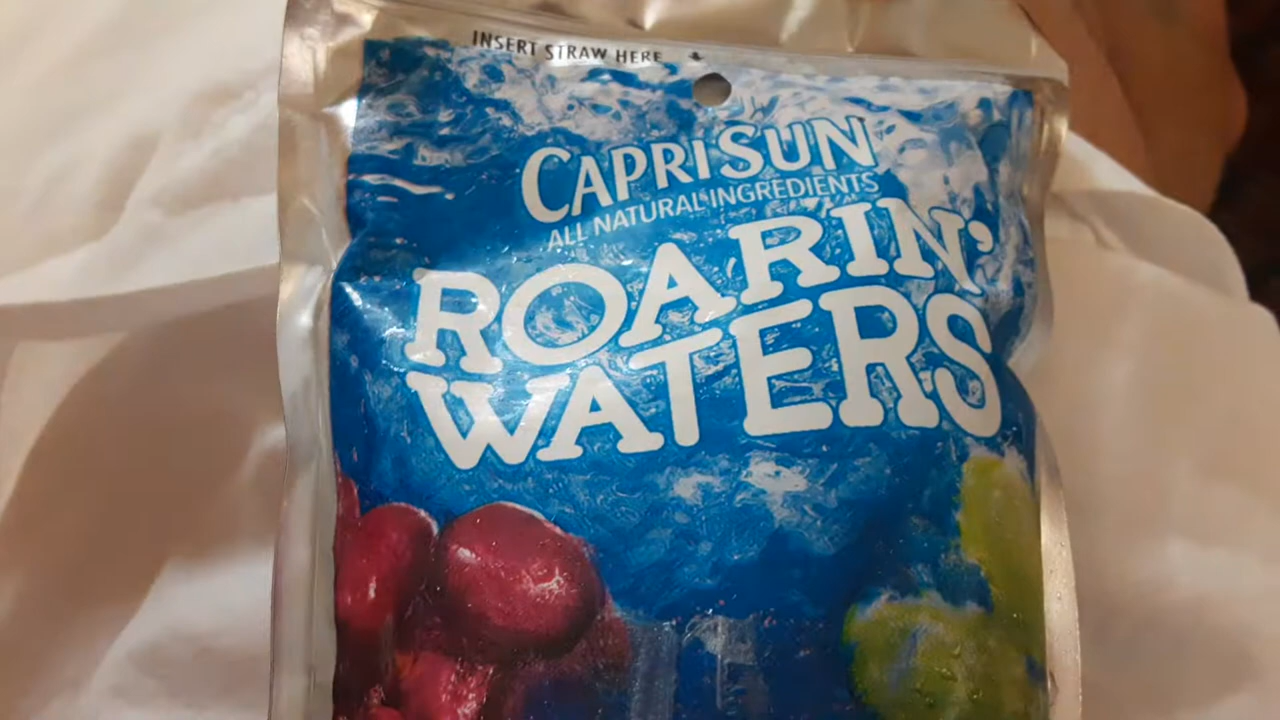 INSERT STRAW HERE
CAPRI SUN
ALL NATURAL INGREDIENTS
ROARIN'
WATERS